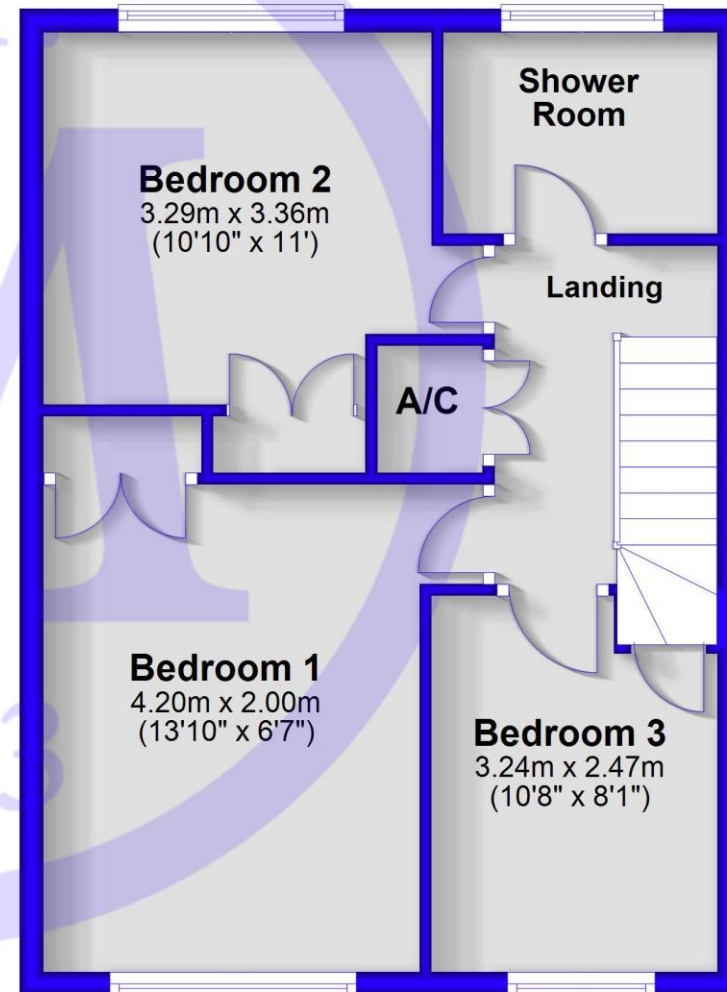 Shower
Room
Bedroom 2
3.29m x 3.36m
(10'10" x 11')
Landing
A/C
Bedroom 1
4.20m x 2.00m
(13'10" x 6'7")
Bedroom 3
3.24m x 2.47m
(10'8" x 8'1")